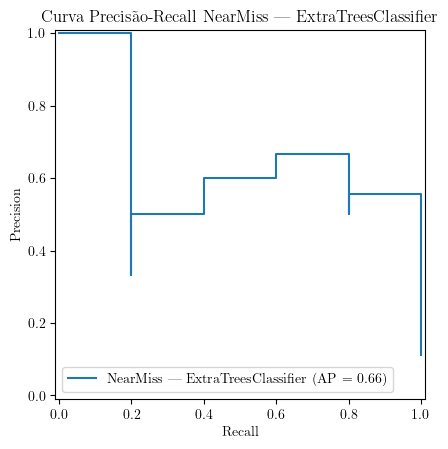 Curva Precisão-Recall NearMiss — ExtraTreesClassifier
1.0
0.8
0.6
0.4
0.2
0.0
Precision
NearMiss — ExtraTreesClassifier (AP = 0.66)
0.0 0.2 0.4 0.6 0.8 1.0
Recall